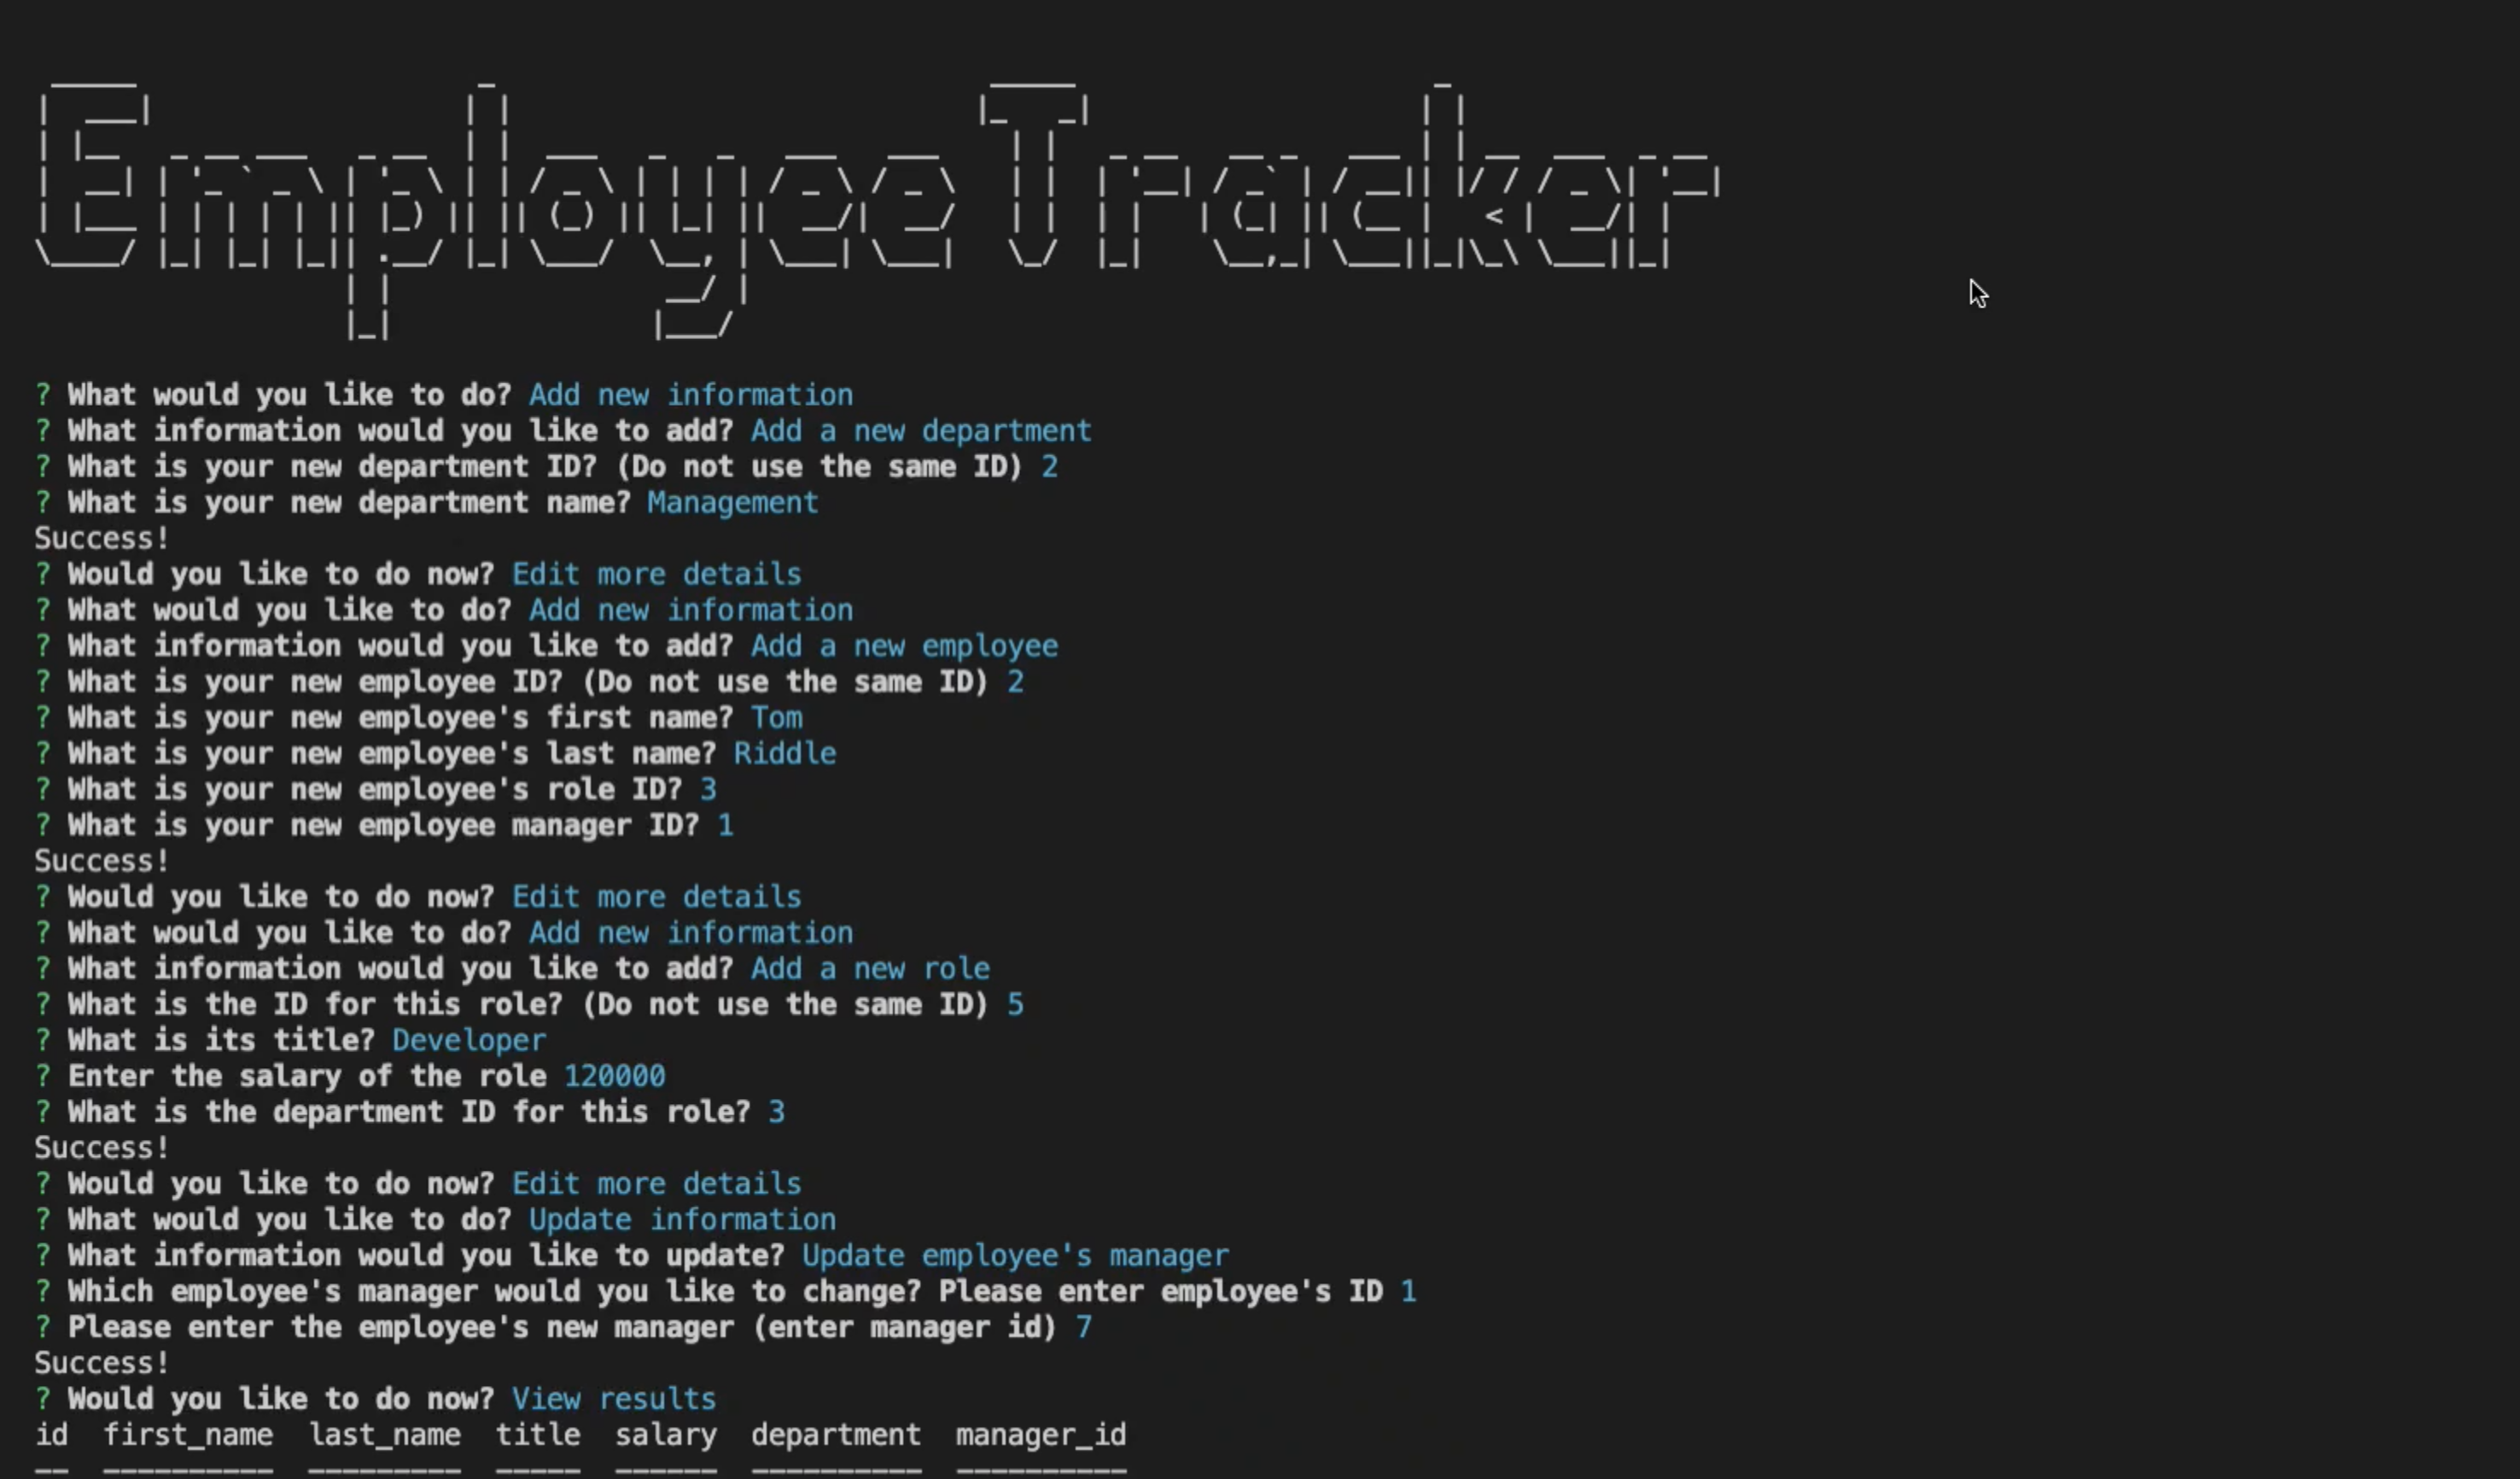 EmployeeTracker
? What would you like to do? Add new information
? What information would you like to add? Add a new department
? What is your new department ID? (Do not use the same ID) 2
? What is your new department name? Management
Success!
? Would you like to do now? Edit more details
? What would you like to do? Add new information
? What information would you like to add? Add a new employee
? What is your new employee ID? (Do not use the same ID) 2
? What is your new employee's first name? Tom
? What is your new employee's last name? Riddle
? What is your new employee's role ID? 3
? What is your new employee manager ID? 1
Success!
? Would you like to do now? Edit more details
? What would you like to do? Add new information
? What information would you like to add? Add a new role
? What is the ID for this role? (Do not use the same ID) 5
? What is its title? Developer
? Enter the salary of the role 120000
? What is the department ID for this role? 3
Success!
? Would you like to do now? Edit more details
? What would you like to do? Update information
? What information would you like to update? Update employee's manager
? Which employee's manager would you like to change? Please enter employee's ID 1
? Please enter the employee's new manager (enter manager id) 7
Success!
? Would you like to do now? View results
id first_name last_name title salary department manager_id